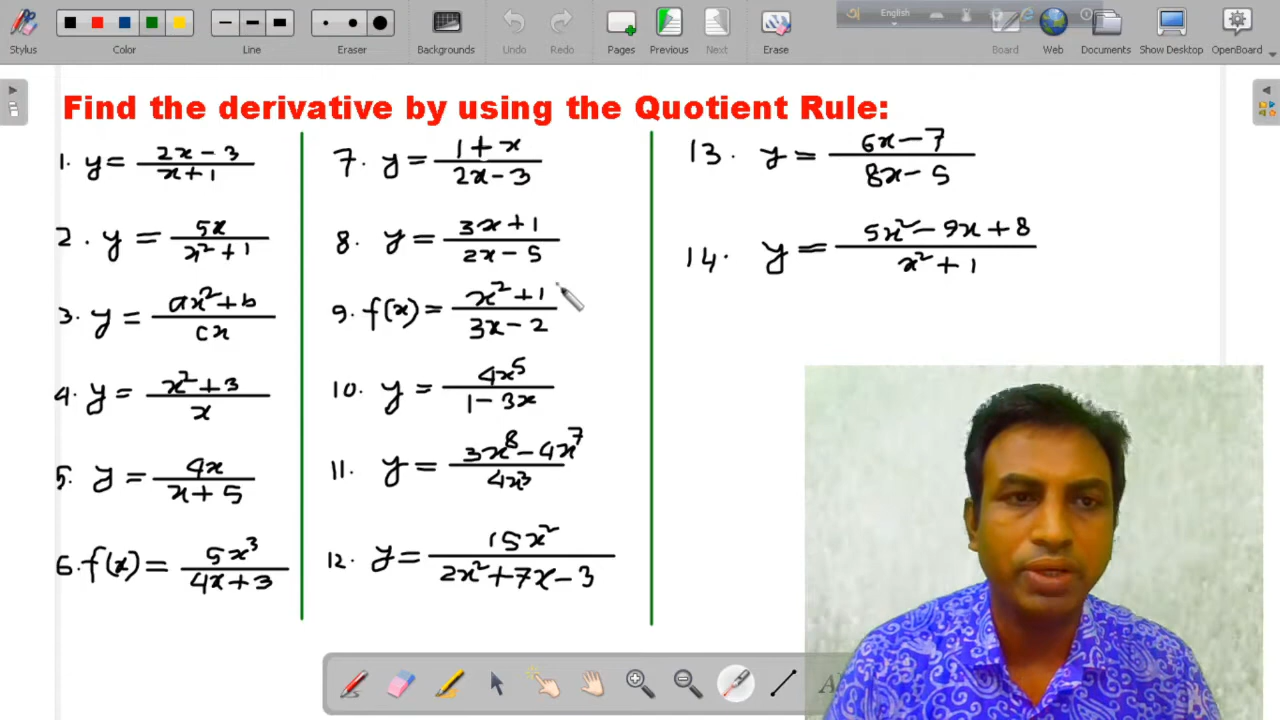 Stylus
Color
Line
Eraser
Backgrounds
Undo
Redo
Pages
Previous
Next
Erase
English
Board
Web
Documents
Show Desktop
OpenBoard
Find the derivative by using the Quotient Rule:
1. y = (2x - 3)/(x + 1)
2. y = 5x/(x² + 1)
3. y = (ax² + b)/(cx)
4. y = (x² + 3)/x
5. y = 4x/(x + 5)
6. f(x) = 5x³/(4x + 3)
7. y = (1 + x)/(2x - 3)
8. y = (3x + 1)/(2x - 5)
9. f(x) = (x² + 1)/(3x - 2)
10. y = 4x⁵/(1 - 3x)
11. y = (3x⁸ - 4x⁷)/(4x³)
12. y = 15x²/(2x² + 7x - 3)
13. y = (6x - 7)/(8x - 5)
14. y = (5x² - 9x + 8)/(x² + 1)